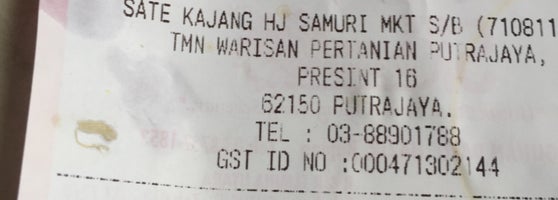 SATE KAJANG HJ SAMURI MKT S/B (710811
TMN WARISAN PERTANIAN PUTRAJAYA,
PRESINT 16
62150 PUTRAJAYA.
TEL : 03-88901788
GST ID NO :000471302144